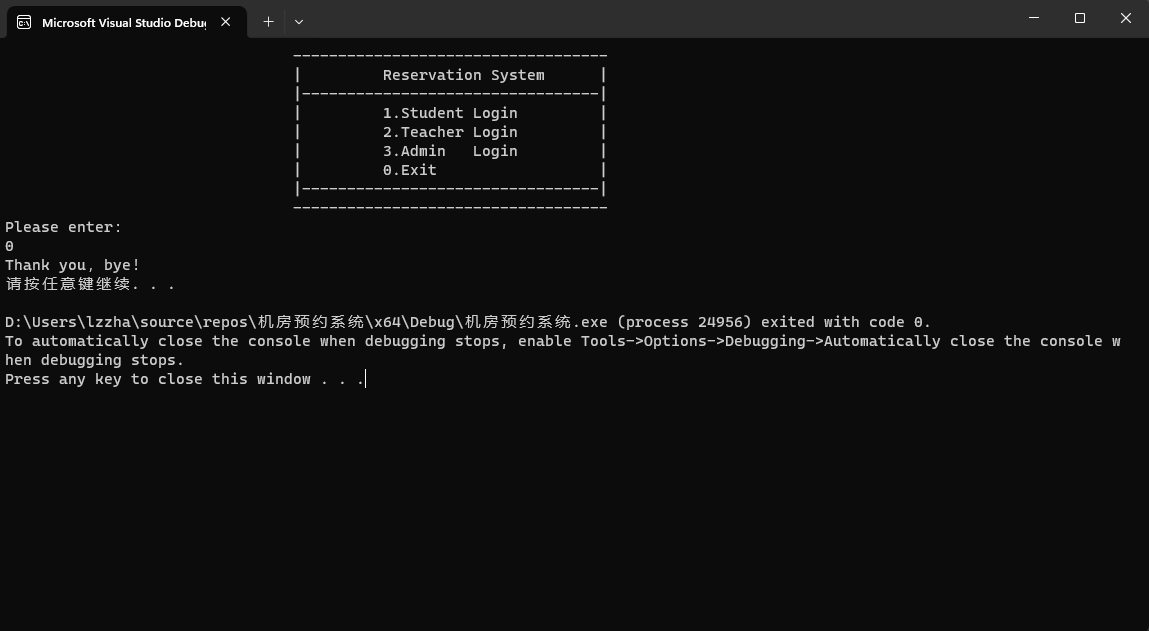 Microsoft Visual Studio Debug
----------------------------------
|         Reservation System      |
|---------------------------------|
|         1.Student Login         |
|         2.Teacher Login         |
|         3.Admin   Login         |
|         0.Exit                  |
|---------------------------------|
----------------------------------
Please enter:
0
Thank you, bye!
请按任意键继续. . .
D:\Users\lzzha\source\repos\机房预约系统\x64\Debug\机房预约系统.exe (process 24956) exited with code 0.
To automatically close the console when debugging stops, enable Tools->Options->Debugging->Automatically close the console w
hen debugging stops.
Press any key to close this window . . .